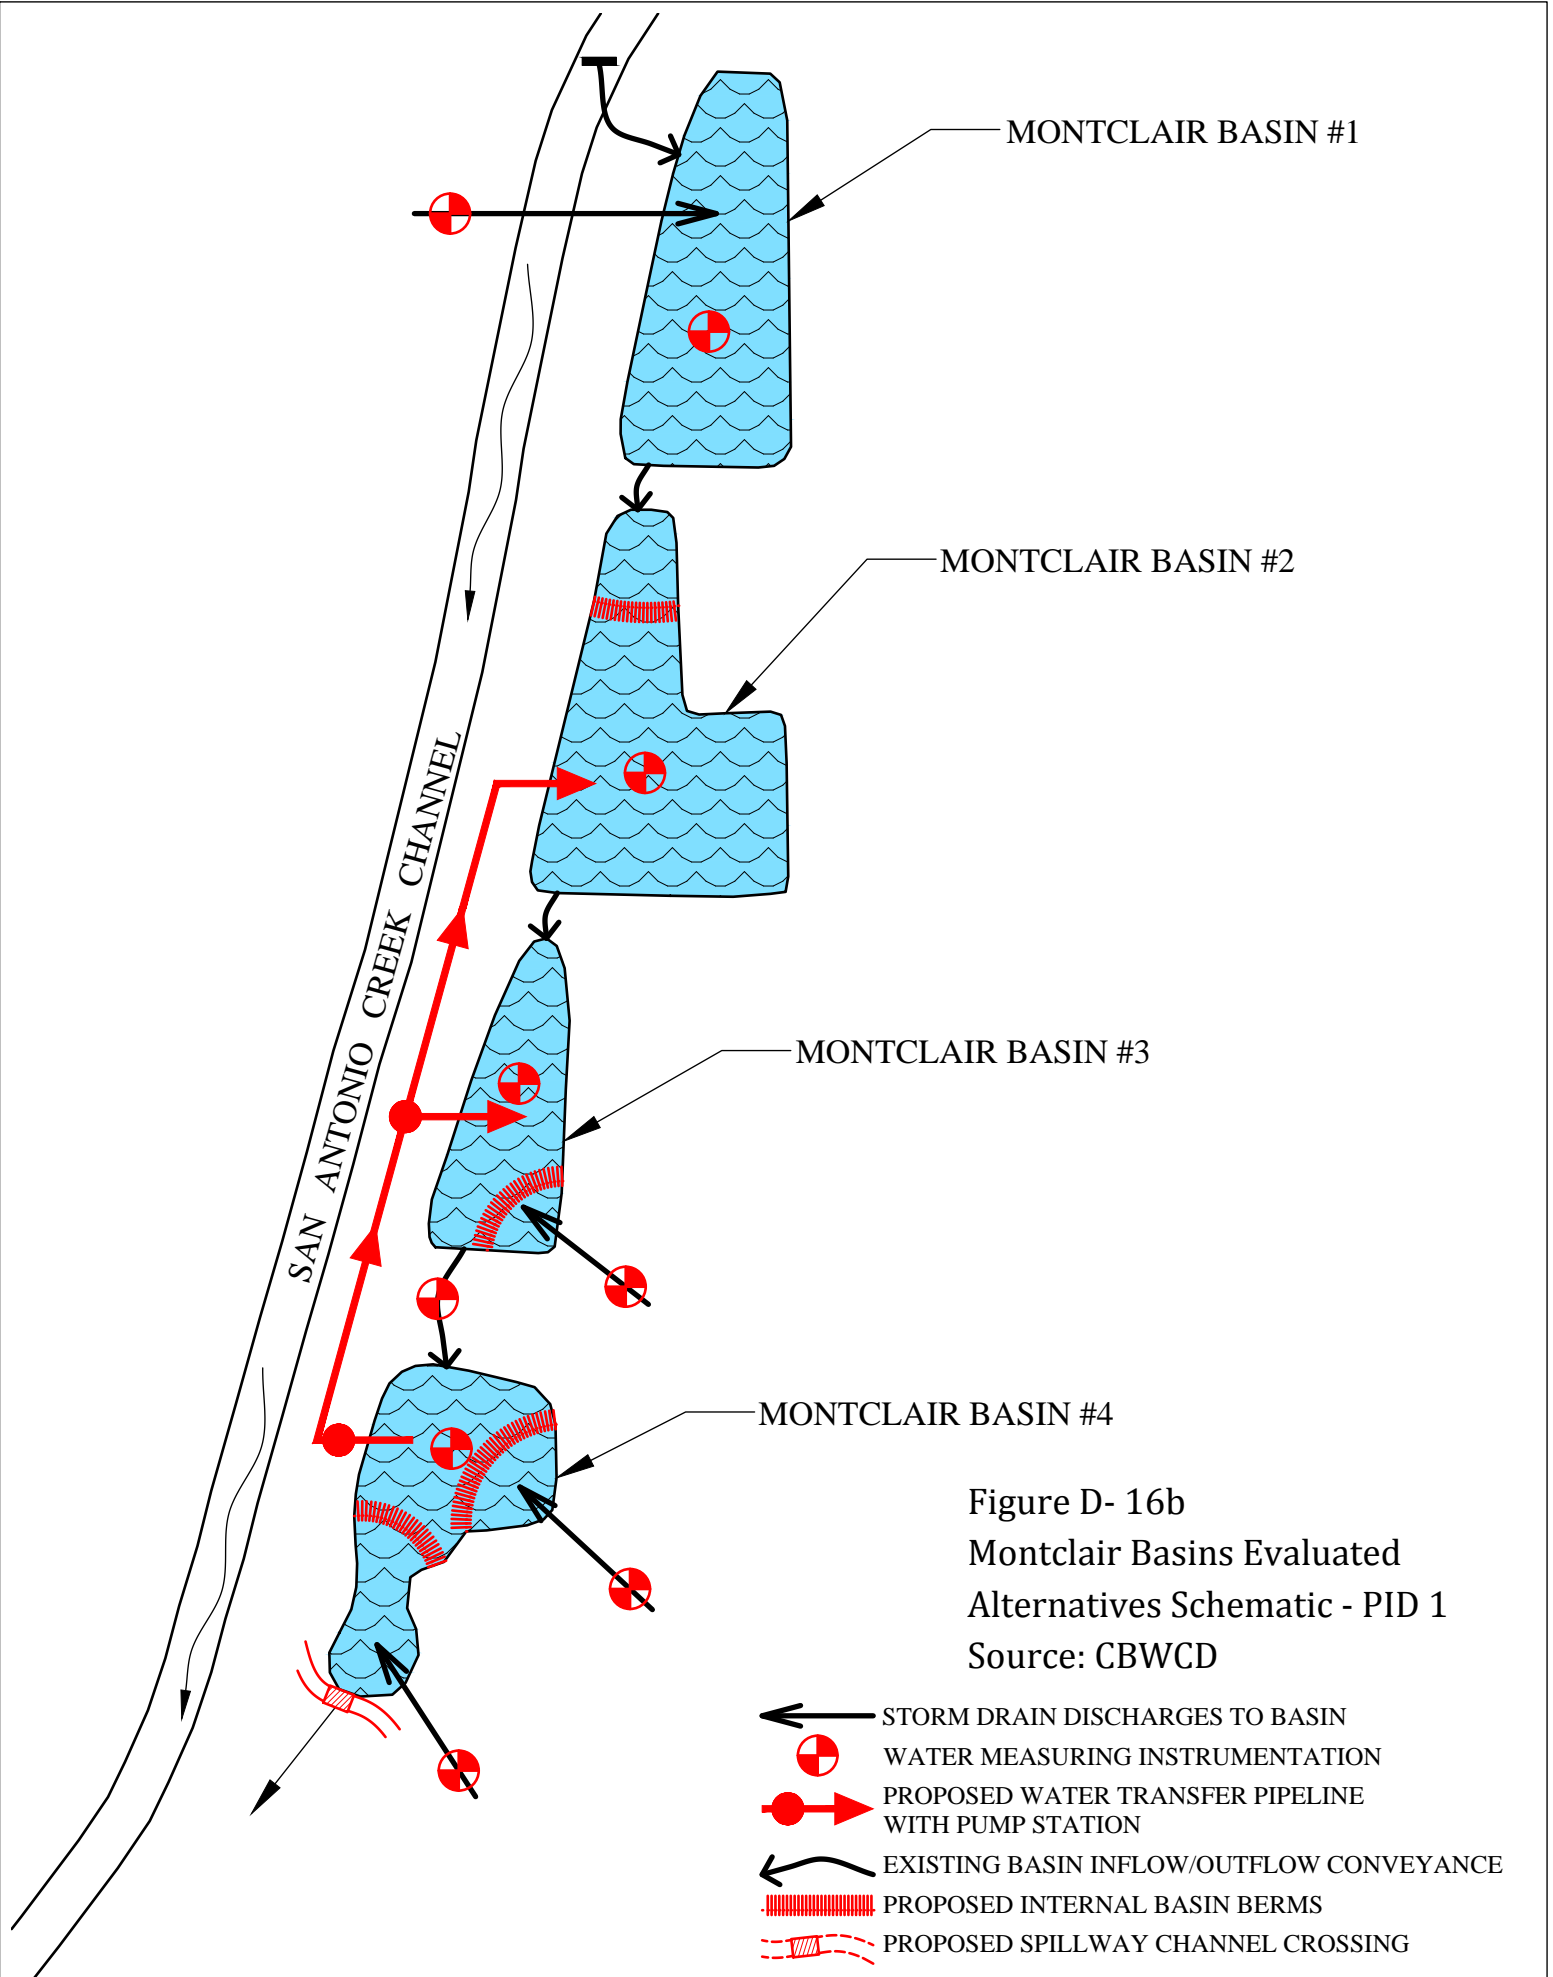 MONTCLAIR BASIN #1
MONTCLAIR BASIN #2
SAN ANTONIO CREEK CHANNEL
MONTCLAIR BASIN #3
MONTCLAIR BASIN #4
Figure D- 16b
Montclair Basins Evaluated
Alternatives Schematic - PID 1
Source: CBWCD
STORM DRAIN DISCHARGES TO BASIN
WATER MEASURING INSTRUMENTATION
PROPOSED WATER TRANSFER PIPELINE
WITH PUMP STATION
EXISTING BASIN INFLOW/OUTFLOW CONVEYANCE
PROPOSED INTERNAL BASIN BERMS
PROPOSED SPILLWAY CHANNEL CROSSING